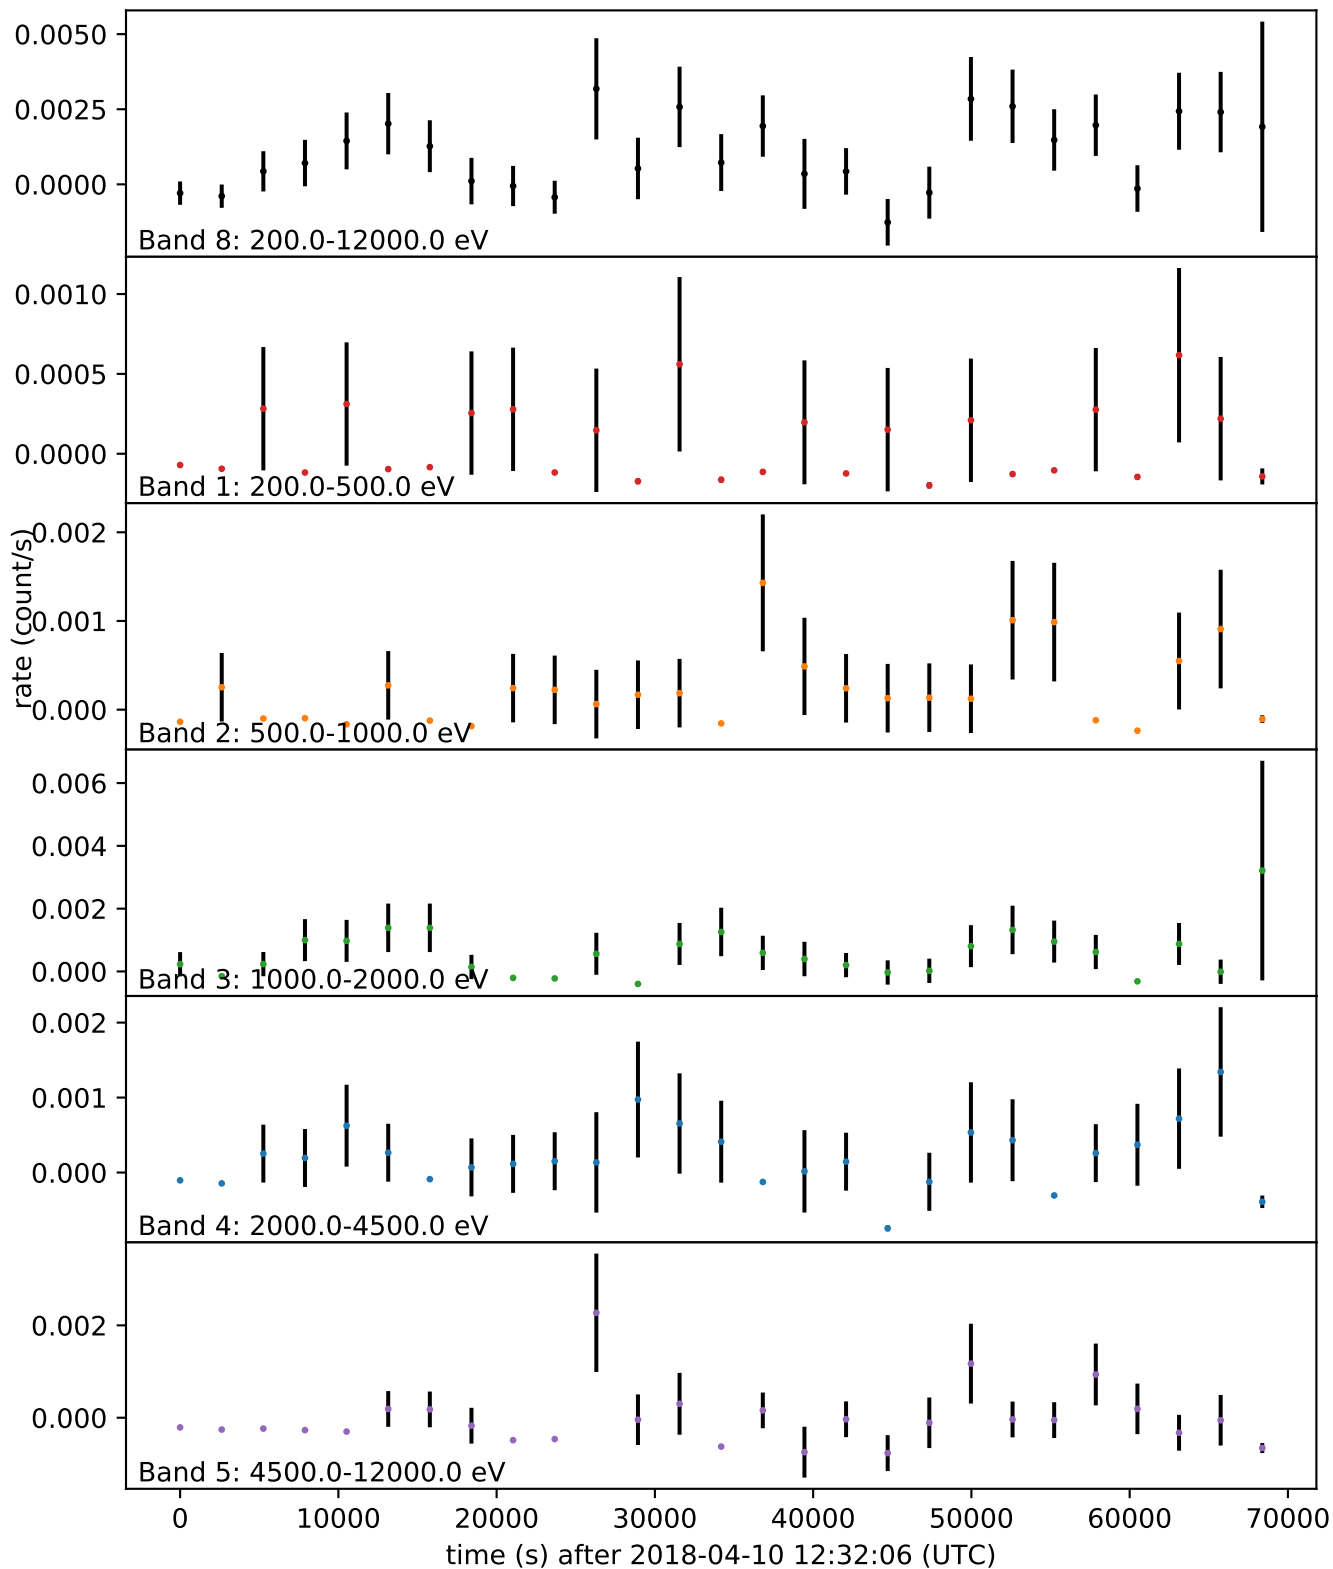 0.0050
0.0025
0.0000
Band 8: 200.0-12000.0 eV
0.0010
0.0005
0.0000
Band 1: 200.0-500.0 eV
rate (count/s)
0.002
0.001
0.000
Band 2: 500.0-1000.0 eV
0.006
0.004
0.002
0.000
Band 3: 1000.0-2000.0 eV
0.002
0.001
0.000
Band 4: 2000.0-4500.0 eV
0.002
0.000
Band 5: 4500.0-12000.0 eV
0 10000 20000 30000 40000 50000 60000 70000
time (s) after 2018-04-10 12:32:06 (UTC)